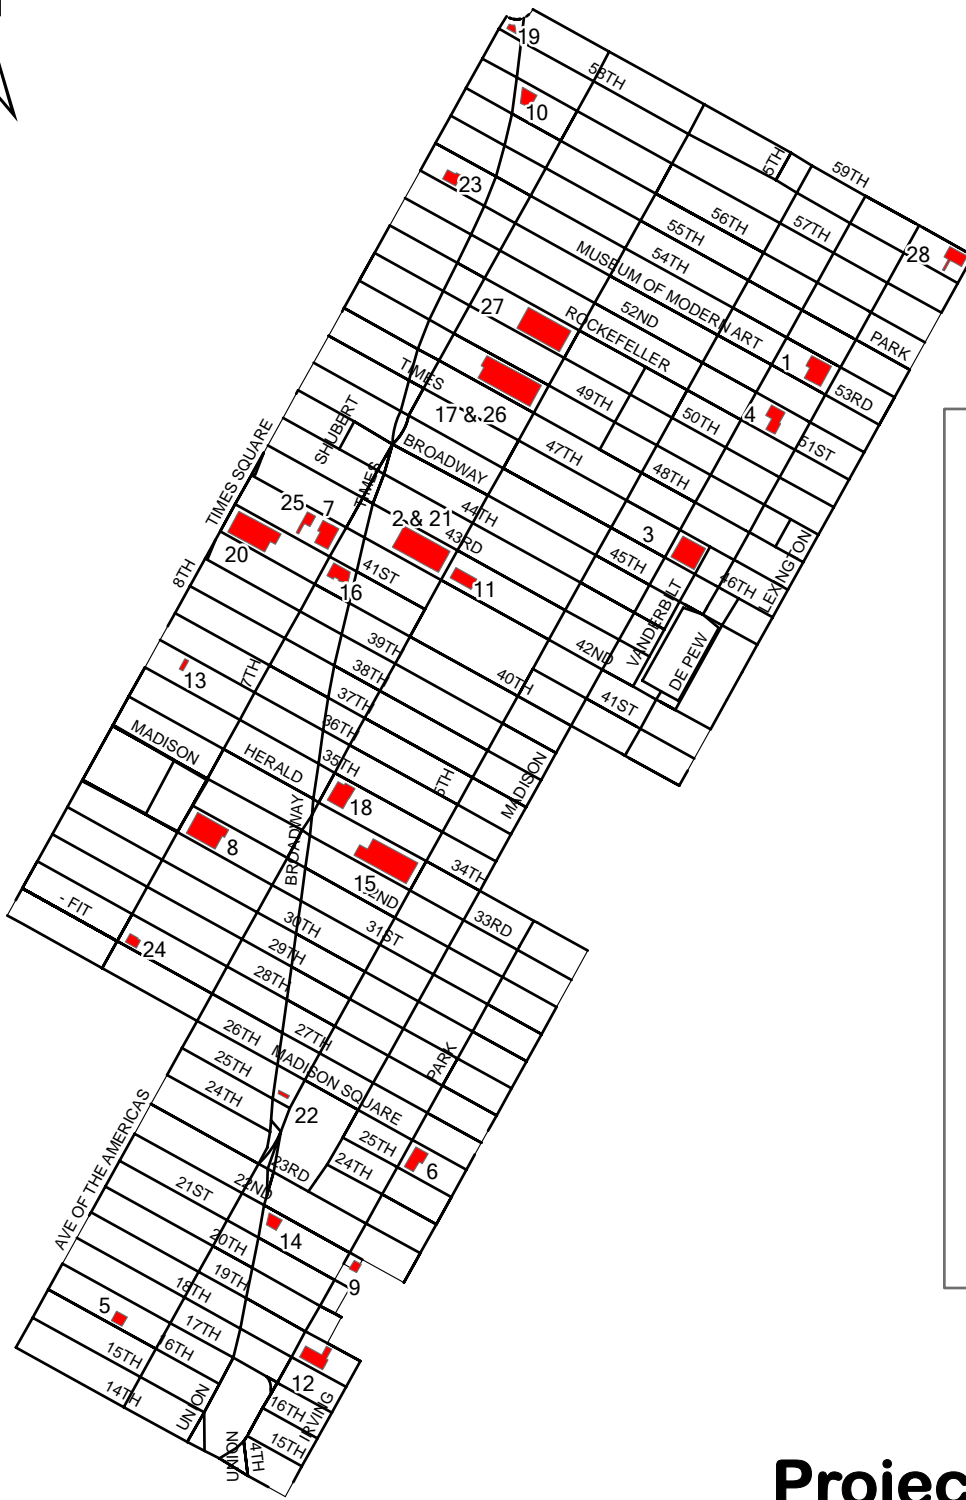 19
58TH
10
5TH
59TH
23
56TH
57TH
55TH
28
54TH
MUSEUM OF MODERN ART
27
52ND
ROCKEFELLER
PARK
1
TIMES
49TH
53RD
17 & 26
50TH
4
SHUBERT
BROADWAY
47TH
51ST
TIMES SQUARE
TIMES
48TH
25
7
2 & 21
44TH
43RD
3
45TH
46TH
LEXINGTON
20
8TH
41ST
16
11
VANDERBILT
39TH
42ND
DE PEW
13
7TH
38TH
40TH
37TH
41ST
36TH
MADISON
HERALD
35TH
5TH
MADISON
18
BROADWAY
8
15
34TH
32ND
- FIT
30TH
31ST
33RD
24
29TH
28TH
26TH
27TH
25TH
MADISON SQUARE
PARK
24TH
22
AVE OF THE AMERICAS
25TH
23RD
24TH
6
21ST
22ND
20TH
14
19TH
9
18TH
5
17TH
15TH
16TH
12
14TH
UNION
16TH
IRVING
UNION
4TH
15TH
Projec